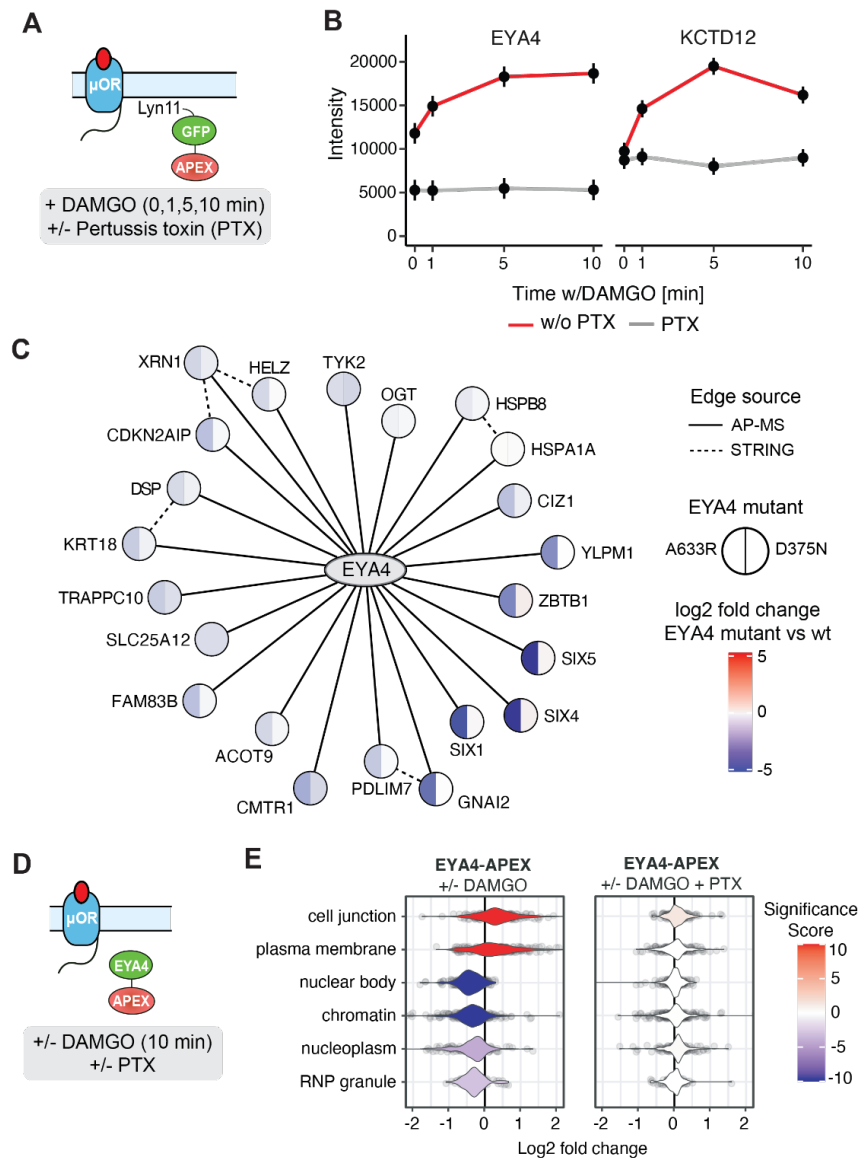 A
μOR
Lyn11
GFP
APEX
+ DAMGO (0,1,5,10 min)
+/- Pertussis toxin (PTX)
B
EYA4
KCTD12
Intensity
20000
15000
10000
5000
0
0 1 5 10
0 1 5 10
Time w/DAMGO [min]
w/o PTX PTX
C
XRN1
HELZ
TYK2
OGT
HSPB8
HSPA1A
CDKN2AIP
DSP
CIZ1
KRT18
YLPM1
EYA4
TRAPPC10
ZBTB1
SLC25A12
SIX5
FAM83B
SIX4
ACOT9
SIX1
CMTR1
PDLIM7
GNAI2
Edge source
AP-MS
STRING
EYA4 mutant
A633R D375N
log2 fold change
EYA4 mutant vs wt
5
0
-5
D
μOR
EYA4
APEX
+/- DAMGO (10 min)
+/- PTX
E
EYA4-APEX
+/- DAMGO
EYA4-APEX
+/- DAMGO + PTX
cell junction
plasma membrane
nuclear body
chromatin
nucleoplasm
RNP granule
-2 -1 0 1 2
-2 -1 0 1 2
Log2 fold change
Significance
Score
10
5
0
-5
-10